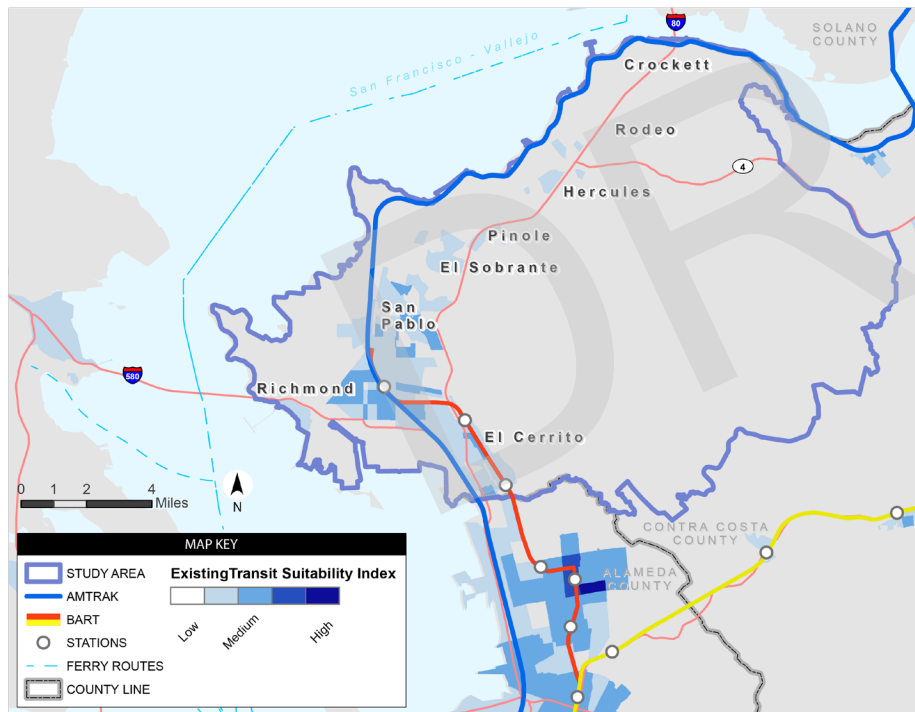 80
SOLANO
COUNTY
San Francisco - Vallejo
Crockett
Rodeo
4
Hercules
Pinole
El Sobrante
San
Pablo
580
Richmond
El Cerrito
0 1 2 4
Miles
N
CONTRA COSTA
COUNTY
ALAMEDA
COUNTY
MAP KEY
STUDY AREA
AMTRAK
BART
STATIONS
FERRY ROUTES
COUNTY LINE
ExistingTransit Suitability Index
Low
Medium
High
DR